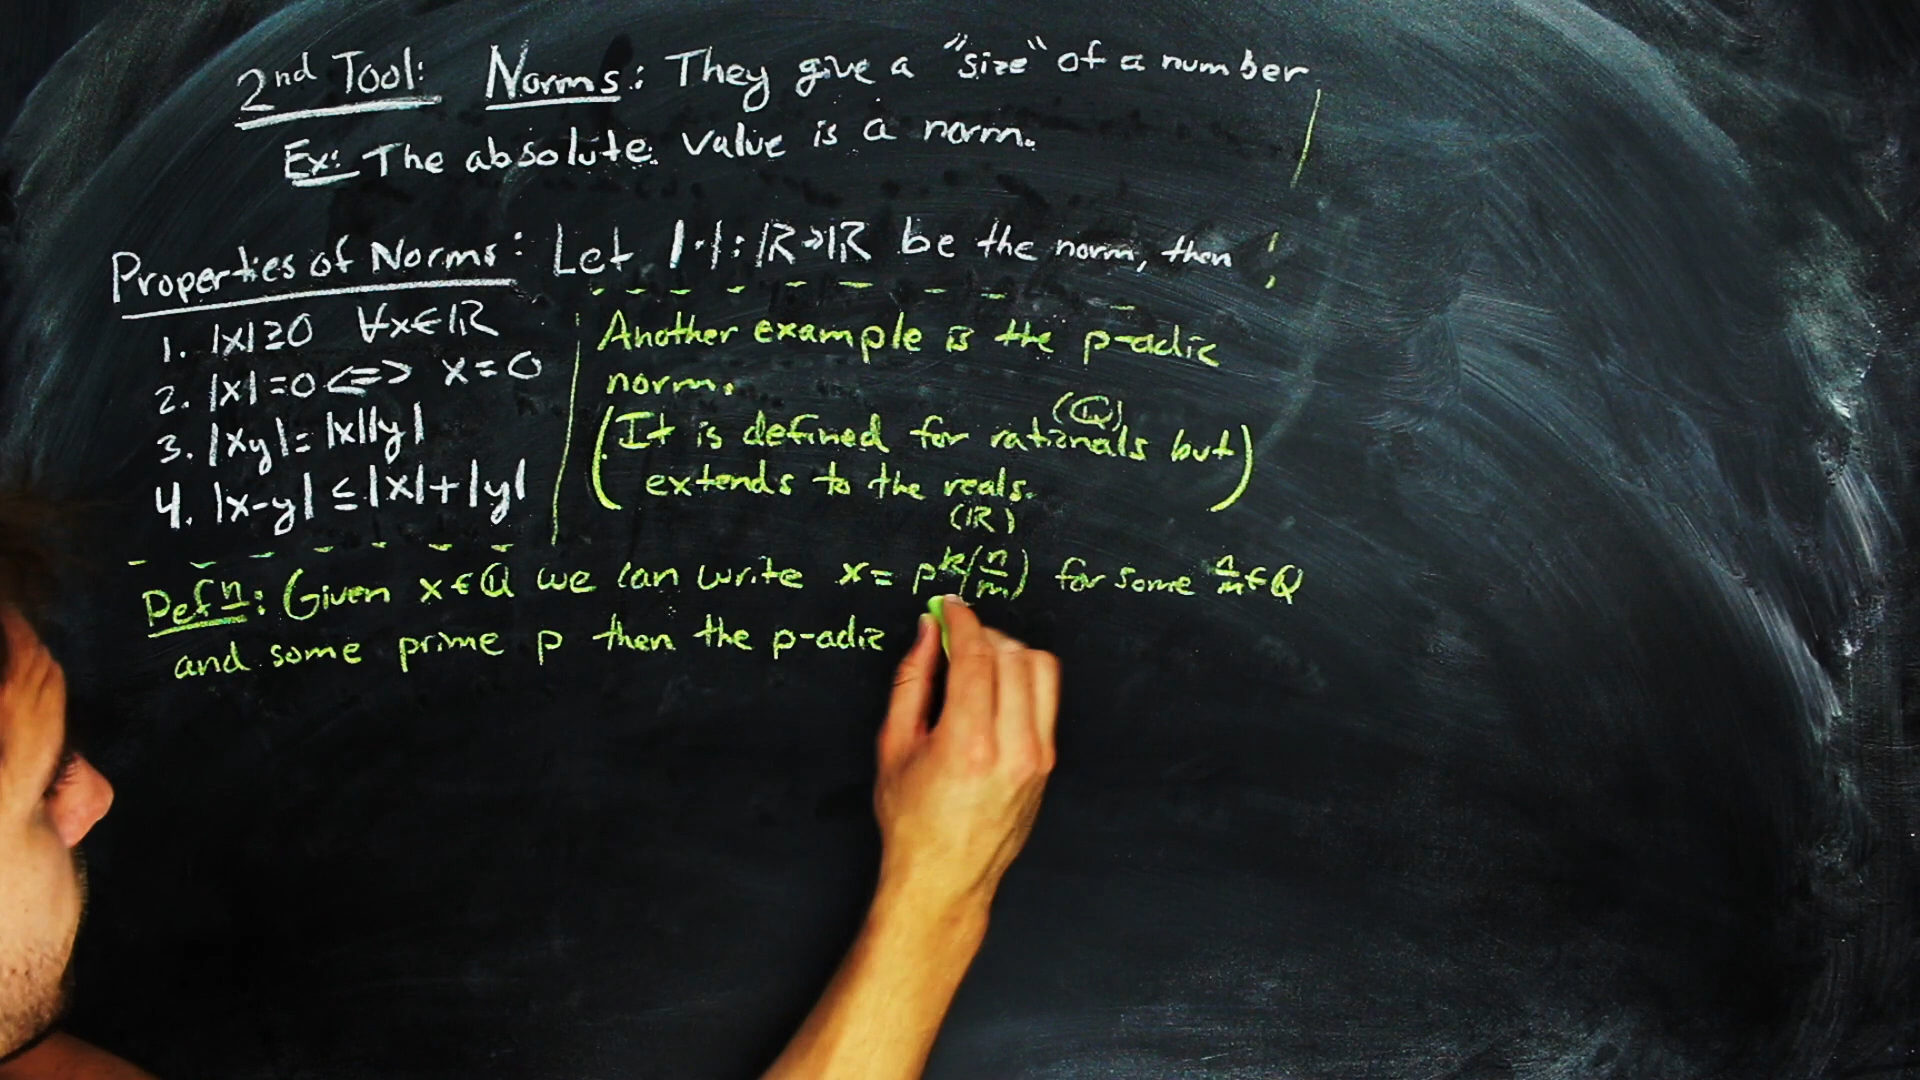 2nd Tool: Norms: They give a "size" of a number
Ex: The absolute value is a norm.
Properties of Norms: Let |·|: ℝ→ℝ be the norm, then
1. |x|≥0 ∀x∈ℝ
2. |x|=0 <=> x=0
3. |xy|=|x||y|
4. |x-y| ≤ |x|+|y|
Another example is the p-adic
norm.
(It is defined for rationals (ℚ) but
extends to the reals. (ℝ))
Defn: Given x∈ℚ we can write x = p^k(n/m) for some n/m∈ℚ
and some prime p then the p-adic